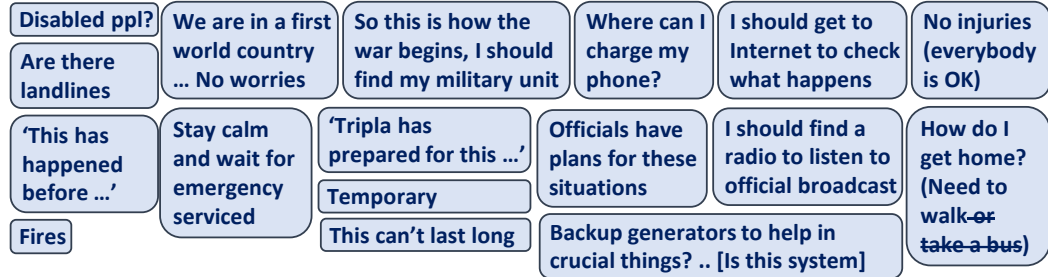 Disabled ppl?
Are there
landlines
We are in a first
world country
... No worries
So this is how the
war begins, I should
find my military unit
Where can I
charge my
phone?
I should get to
Internet to check
what happens
No injuries
(everybody
is OK)
‘This has
happened
before ...’
Stay calm
and wait for
emergency
serviced
‘Tripla has
prepared for this ...’
Temporary
This can’t last long
Officials have
plans for these
situations
I should find a
radio to listen to
official broadcast
How do I
get home?
(Need to
walk or
take a bus)
Fires
Backup generators to help in
crucial things? .. [Is this system]